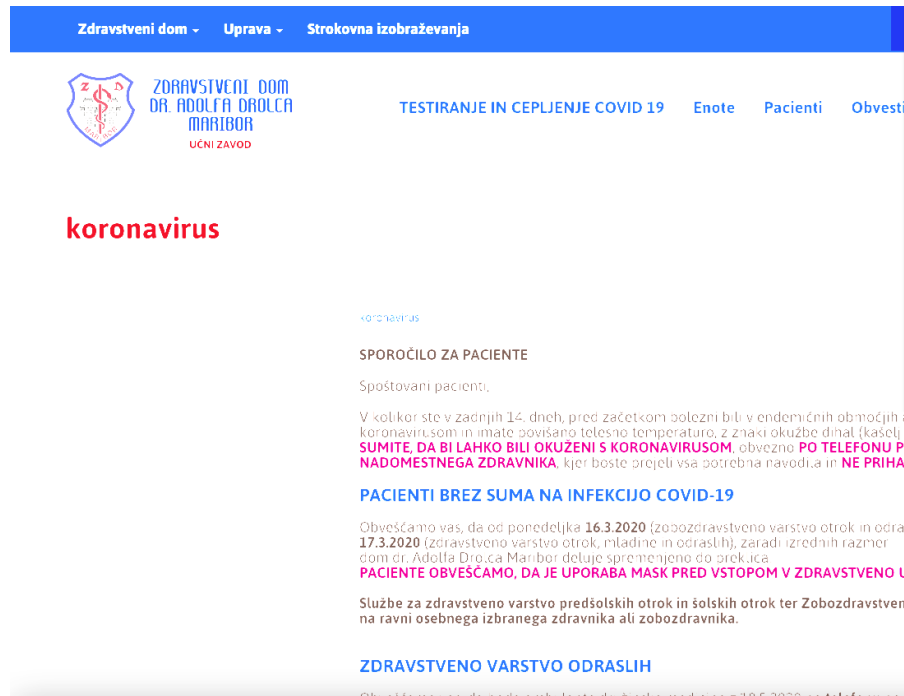 Zdravstveni dom Uprava Strokovna izobraževanja
ZDRAVSTVENI DOM
DR. ADOLFA DROLCA
MARIBOR
UČNI ZAVOD
TESTIRANJE IN CEPLJENJE COVID 19 Enote Pacienti Obvesti
koronavirus
koronavirus
SPOROČILO ZA PACIENTE
Spoštovani pacienti,
V kolikor ste v zadnjih 14. dneh, pred začetkom bolezni bili v endemičnih območjih
koronavirusom in imate povišano telesno temperaturo, z znaki okužbe dihal (kašelj
SUMITE, DA BI LAHKO BILI OKUŽENI S KORONAVIRUSOM, obvezno PO TELEFONU P
NADOMESTNEGA ZDRAVNIKA, kjer boste prejeli vsa potrebna navodila in NE PRIHA
PACIENTI BREZ SUMA NA INFEKCIJO COVID-19
Obveščamo vas, da od ponedeljka 16.3.2020 (zobozdravstveno varstvo otrok in odra
17.3.2020 (zdravstveno varstvo otrok, mladine in odraslih), zaradi izrednih razmer
dom dr. Adolfa Drolca Maribor deluje spremenjeno do preklica.
PACIENTE OBVEŠČAMO, DA JE UPORABA MASK PRED VSTOPOM V ZDRAVSTVENO U
Službe za zdravstveno varstvo predšolskih otrok in šolskih otrok ter Zobozdravstven
na ravni osebnega izbranega zdravnika ali zobozdravnika.
ZDRAVSTVENO VARSTVO ODRASLIH